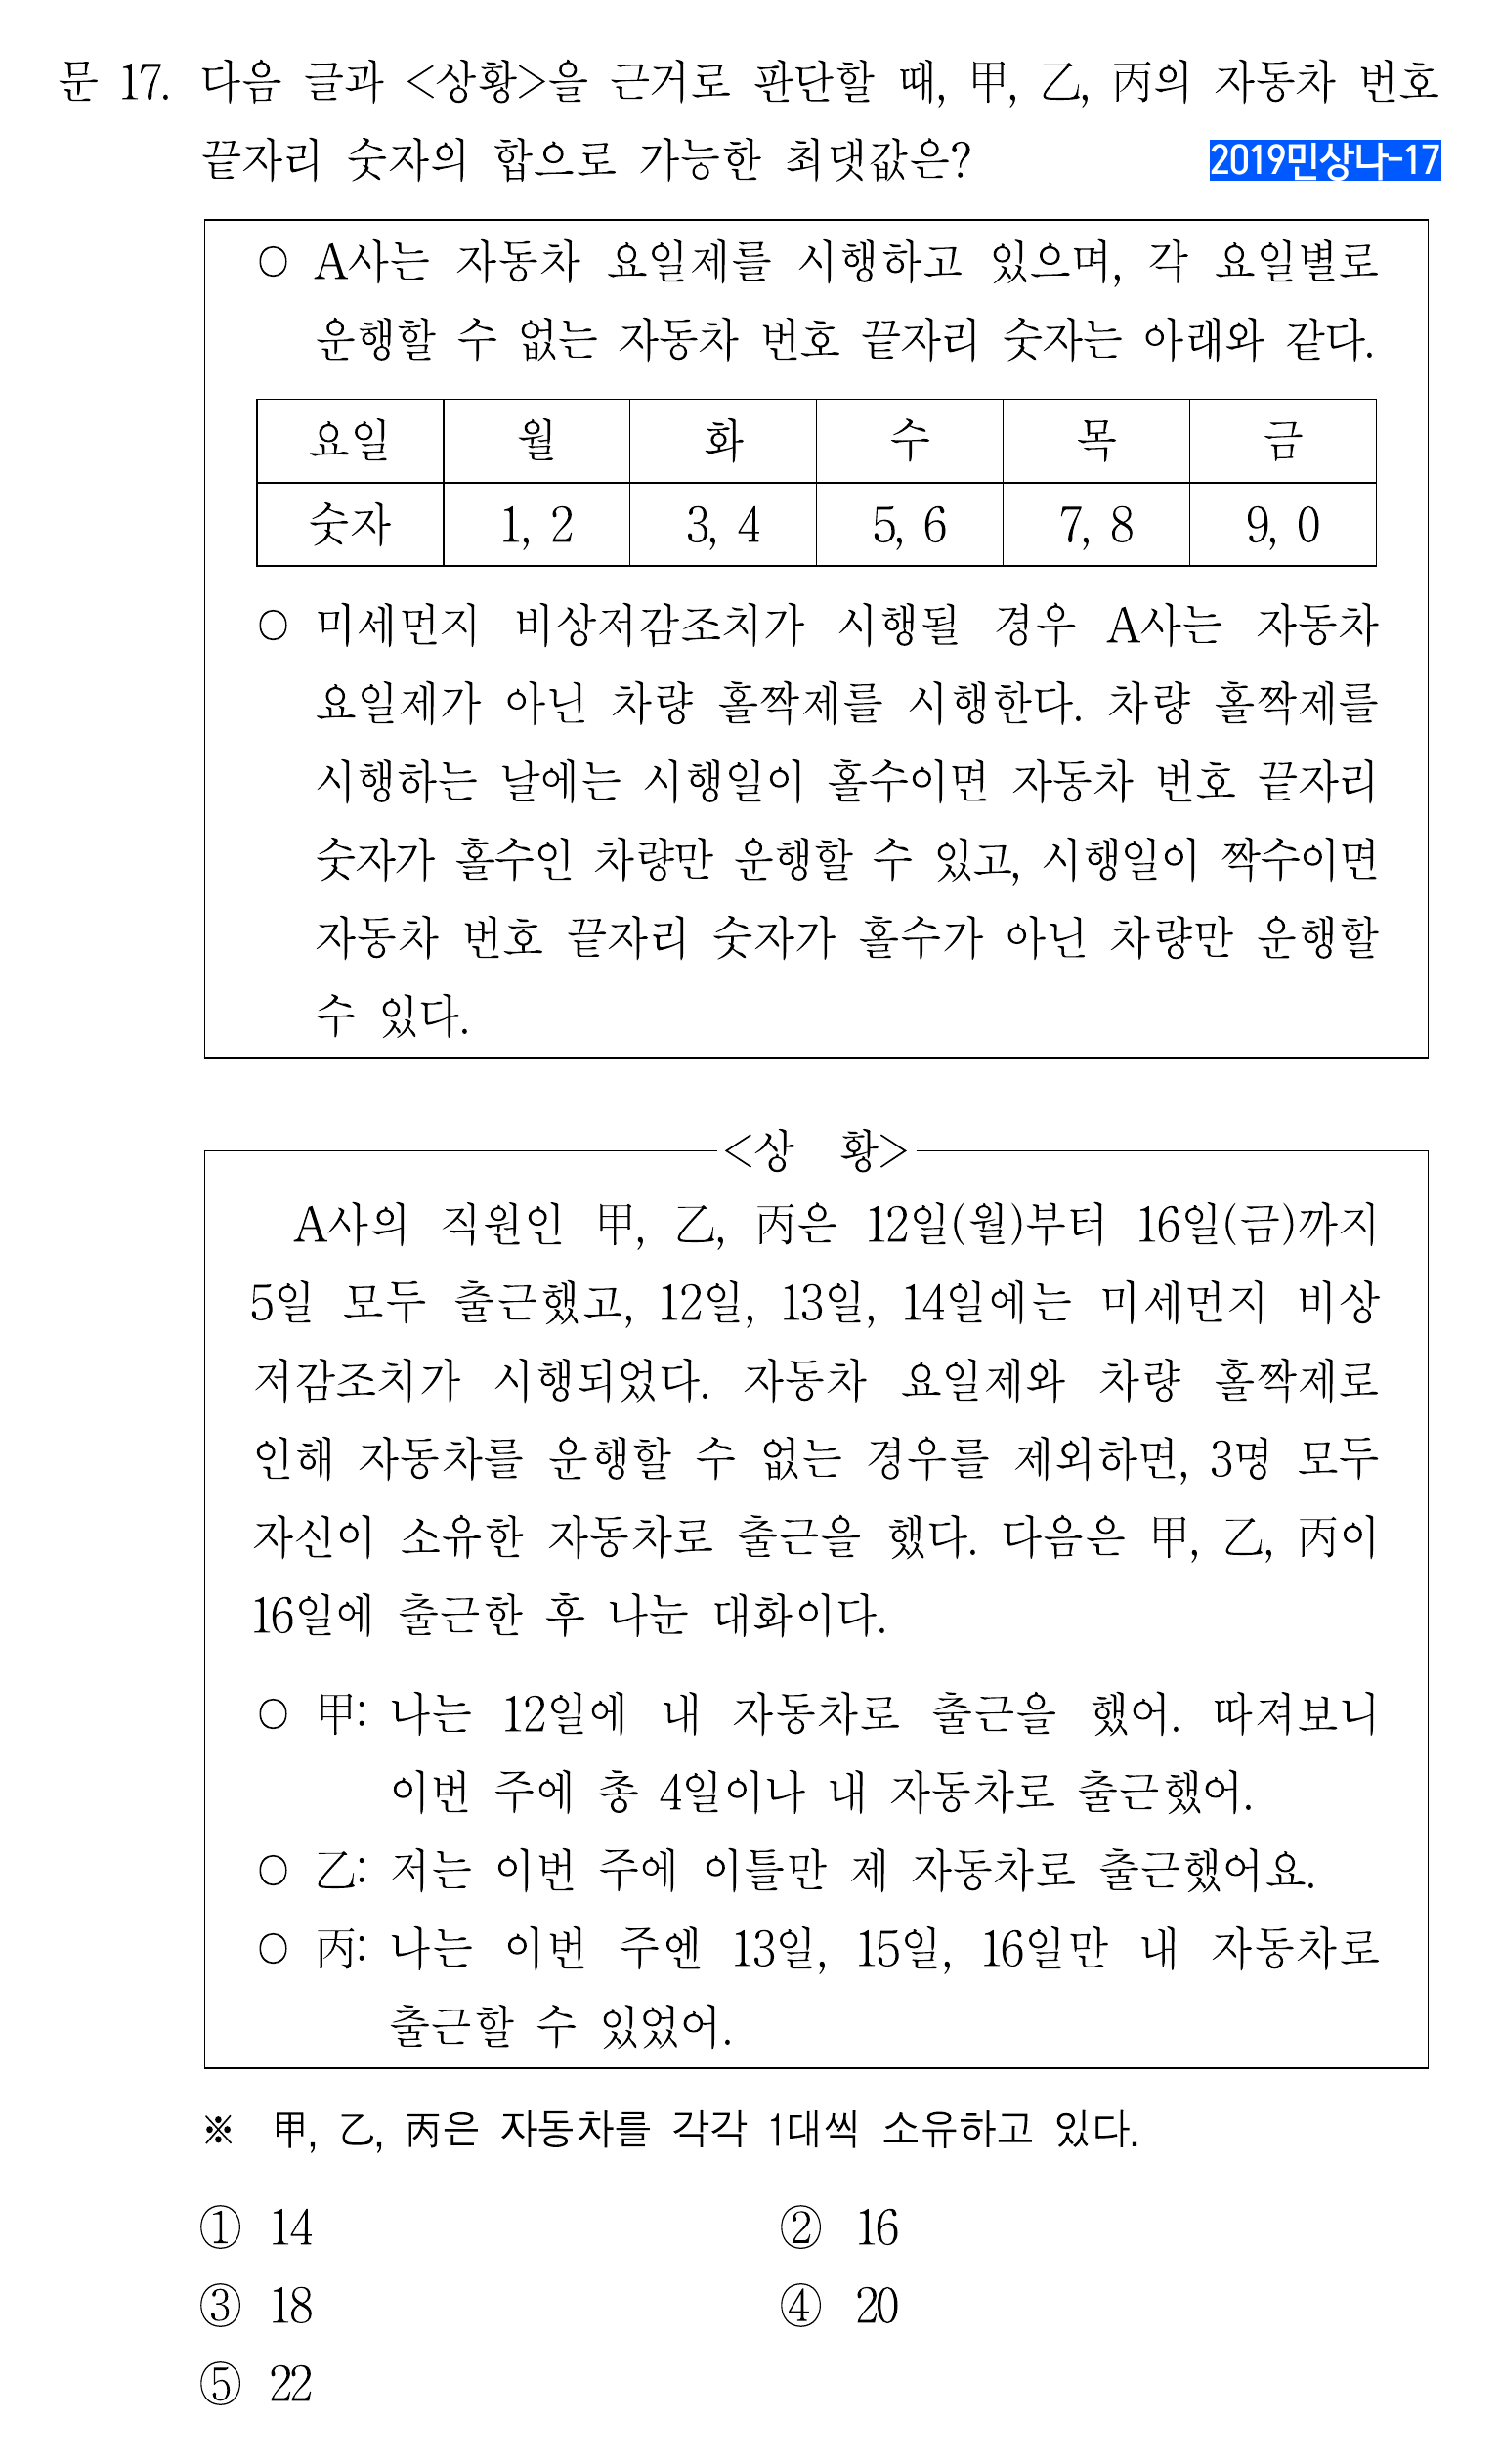 문 17. 다음 글과 <상황>을 근거로 판단할 때, 甲, 乙, 丙의 자동차 번호
끝자리 숫자의 합으로 가능한 최댓값은?
2019민상나-17
○ A사는 자동차 요일제를 시행하고 있으며, 각 요일별로
운행할 수 없는 자동차 번호 끝자리 숫자는 아래와 같다.
요일 월 화 수 목 금
숫자 1, 2 3, 4 5, 6 7, 8 9, 0
○ 미세먼지 비상저감조치가 시행될 경우 A사는 자동차
요일제가 아닌 차량 홀짝제를 시행한다. 차량 홀짝제를
시행하는 날에는 시행일이 홀수이면 자동차 번호 끝자리
숫자가 홀수인 차량만 운행할 수 있고, 시행일이 짝수이면
자동차 번호 끝자리 숫자가 홀수가 아닌 차량만 운행할
수 있다.
<상 황>
A사의 직원인 甲, 乙, 丙은 12일(월)부터 16일(금)까지
5일 모두 출근했고, 12일, 13일, 14일에는 미세먼지 비상
저감조치가 시행되었다. 자동차 요일제와 차량 홀짝제로
인해 자동차를 운행할 수 없는 경우를 제외하면, 3명 모두
자신이 소유한 자동차로 출근을 했다. 다음은 甲, 乙, 丙이
16일에 출근한 후 나눈 대화이다.
○ 甲: 나는 12일에 내 자동차로 출근을 했어. 따져보니
이번 주에 총 4일이나 내 자동차로 출근했어.
○ 乙: 저는 이번 주에 이틀만 제 자동차로 출근했어요.
○ 丙: 나는 이번 주엔 13일, 15일, 16일만 내 자동차로
출근할 수 있었어.
※ 甲, 乙, 丙은 자동차를 각각 1대씩 소유하고 있다.
① 14 ② 16
③ 18 ④ 20
⑤ 22